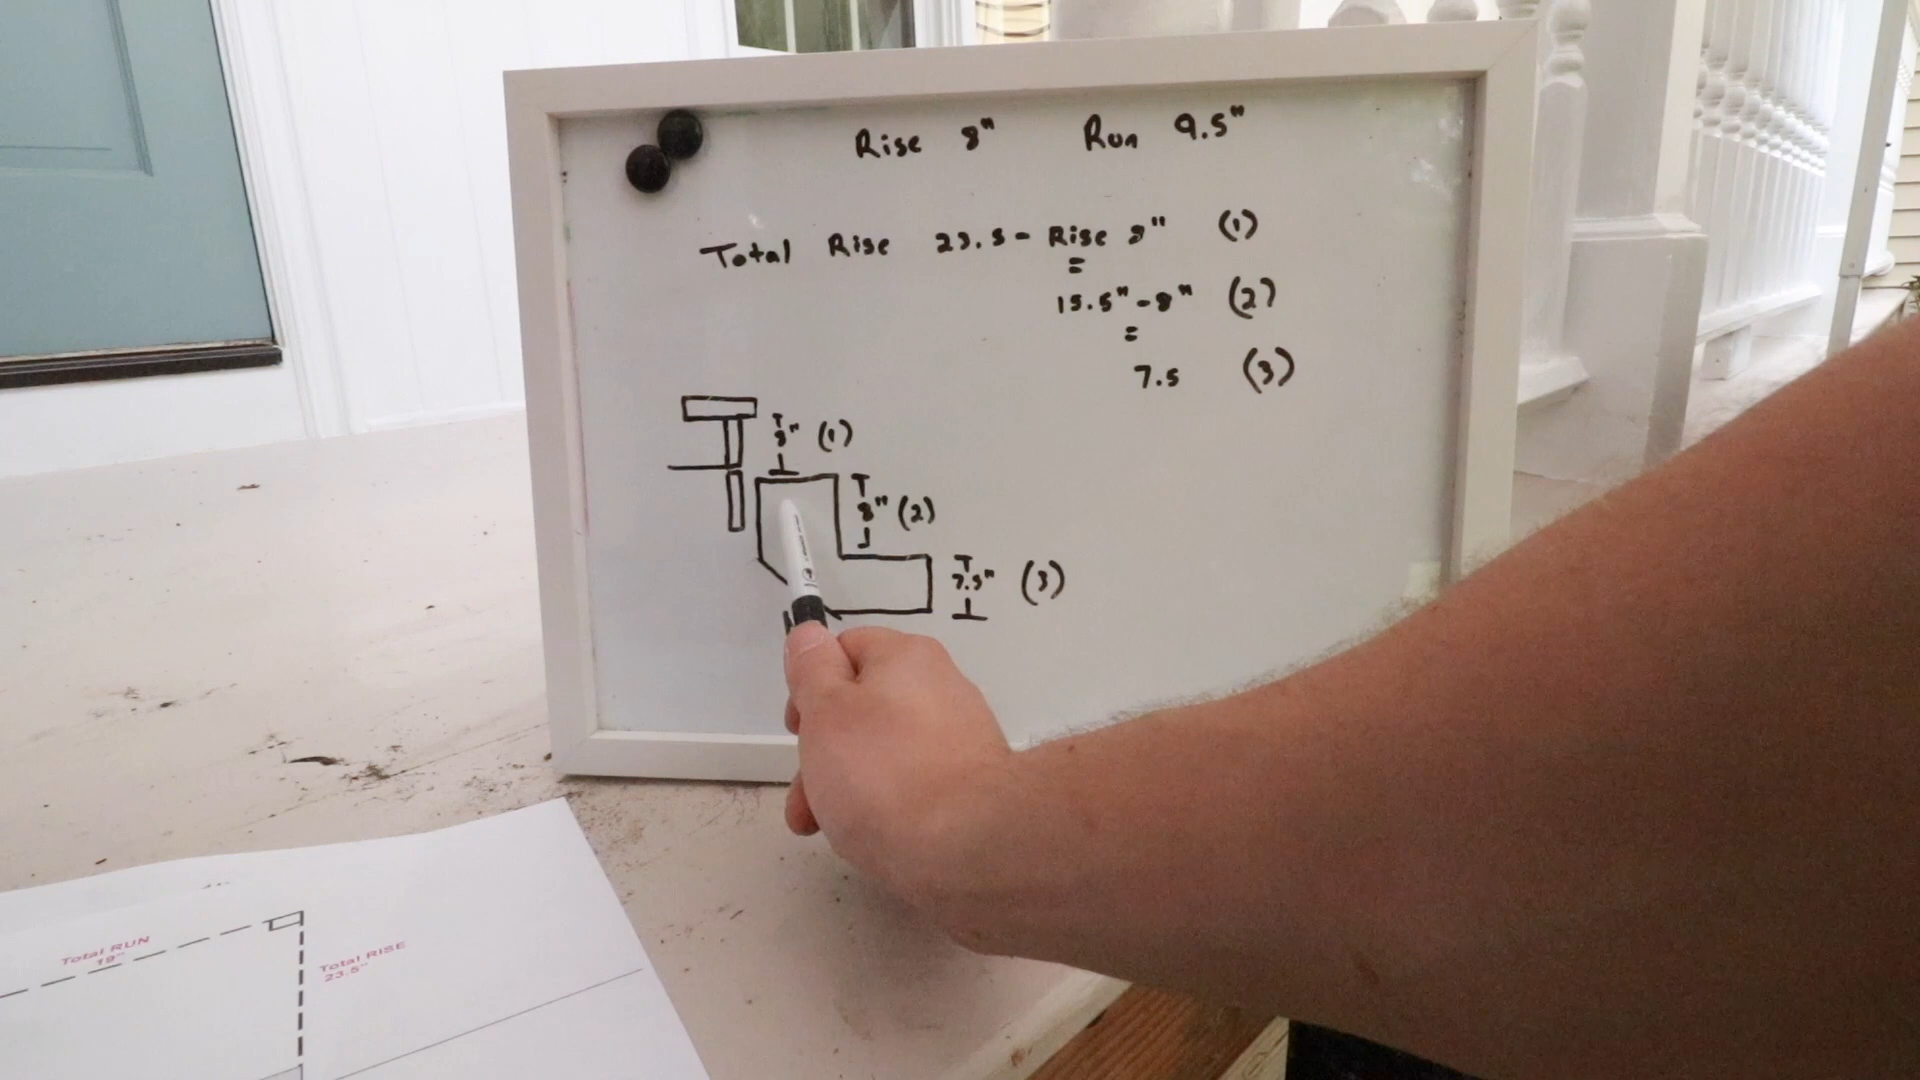 Rise 8" Run 9.5"
Total Rise 23.5 - Rise 8" (1)
=
15.5" - 8" (2)
=
7.5 (3)
8" (1)
8" (2)
7.5" (3)
Total RUN
19"
Total RISE
23.5"